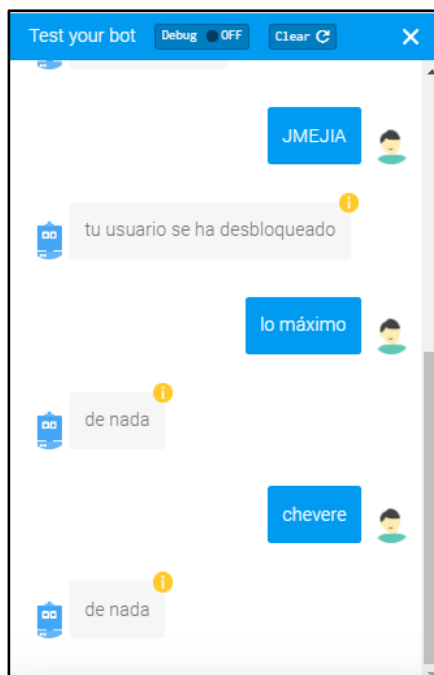 Test your bot Debug OFF Clear
JMEJIA
tu usuario se ha desbloqueado
lo máximo
de nada
chevere
de nada